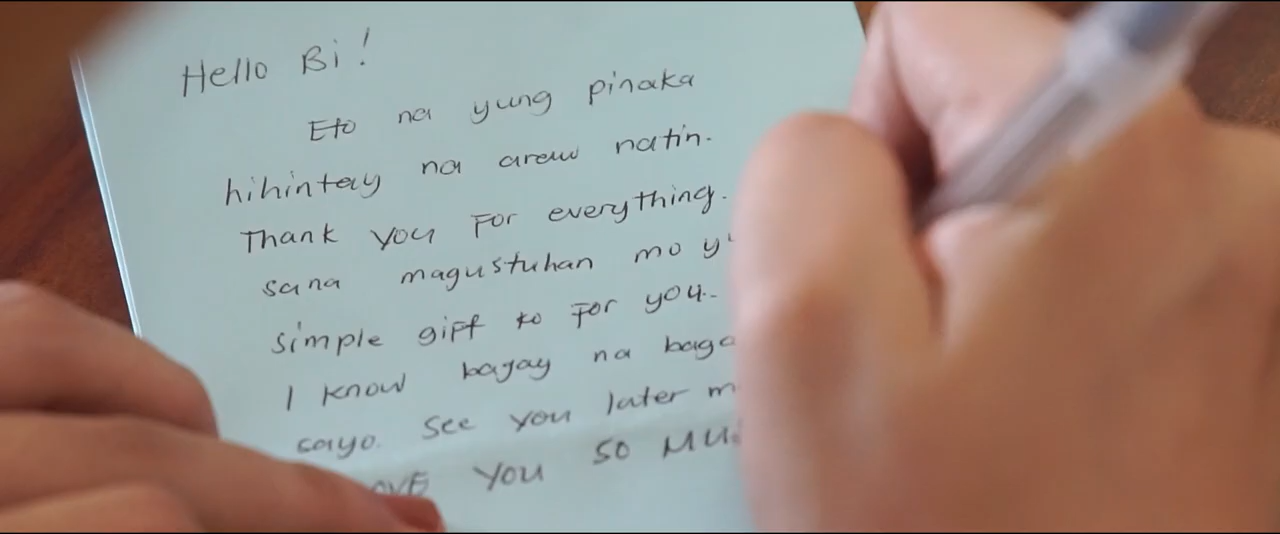 Hello Bi!
Eto na yung pinaka
hihintay na araw natin.
Thank you For everything.
sana magustuhan mo
simple gift ko For you.
I know bagay na
sayo. See you later
YOU SO